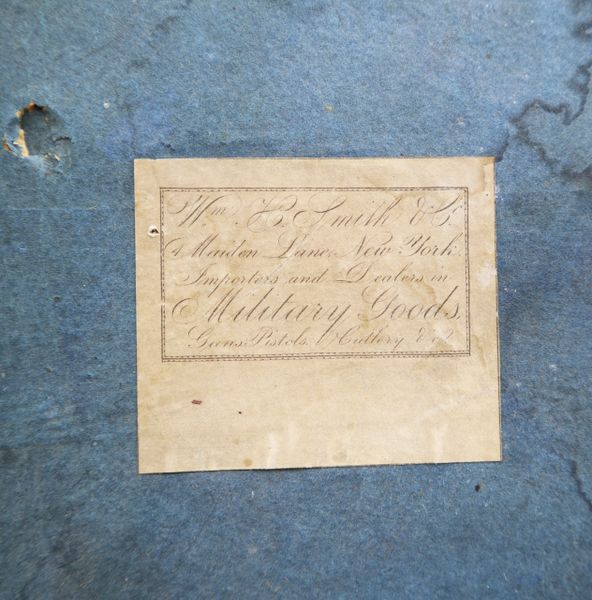 Wm. H. Smith & Co.
4 Maiden Lane, New York.
Importers and Dealers in
Military Goods,
Guns, Pistols, Cutlery &c. &c.